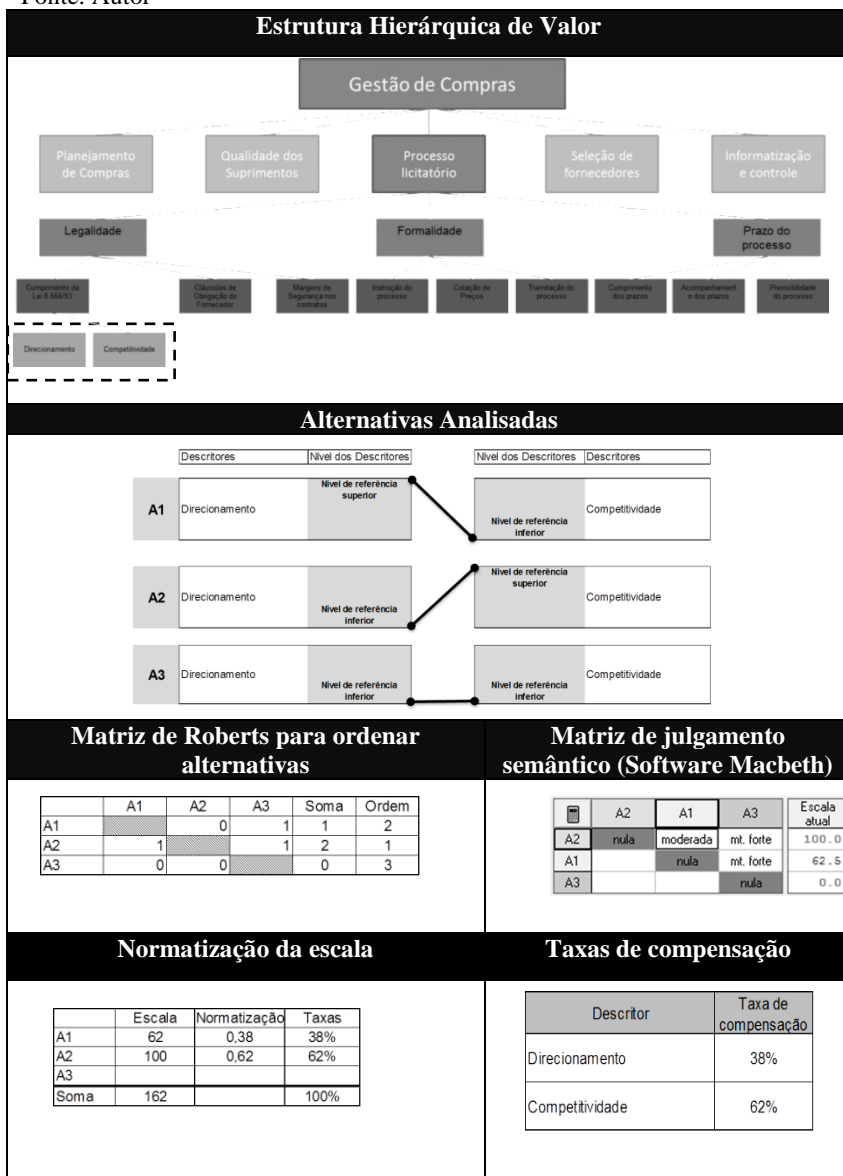 Fonte: Autor
Estrutura Hierárquica de Valor
Gestão de Compras
Planejamento de Compras
Qualidade dos Suprimentos
Processo licitatório
Seleção de fornecedores
Informatização e controle
Legalidade
Formalidade
Prazo do processo
Cumprimento da Lei 8.666/93
Cláusulas de Obrigação do Fornecedor
Margens de Segurança nos contratos
Instrução do processo
Cotação de Preços
Tramitação do processo
Cumprimento dos prazos
Acompanhament o dos prazos
Previsibilidade do processo
Direcionamento
Competitividade
Alternativas Analisadas
Descritores Nível dos Descritores Nível dos Descritores Descritores
A1 Direcionamento Nível de referência superior Nível de referência inferior Competitividade
A2 Direcionamento Nível de referência inferior Nível de referência superior Competitividade
A3 Direcionamento Nível de referência inferior Nível de referência inferior Competitividade
Matriz de Roberts para ordenar
alternativas
A1 A2 A3 Soma Ordem
A1 0 1 1 2
A2 1 1 2 1
A3 0 0 0 3
Matriz de julgamento
semântico (Software Macbeth)
A2 A1 A3 Escala atual
A2 nula moderada mt. forte 100.0
A1 nula mt. forte 62.5
A3 nula 0.0
Normatização da escala
Escala Normatização Taxas
A1 62 0,38 38%
A2 100 0,62 62%
A3
Soma 162 100%
Taxas de compensação
Descritor Taxa de compensação
Direcionamento 38%
Competitividade 62%